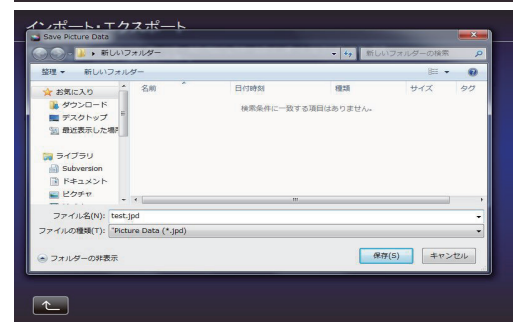 インポート・エクスポート
Save Picture Data
新しいフォルダー
新しいフォルダーの検索
整理 新しいフォルダー
名前 日付時刻 種類 サイズ タグ
検索条件に一致する項目はありません。
お気に入り
ダウンロード
デスクトップ
最近表示した場所
ライブラリ
Subversion
ドキュメント
ピクチャ
ファイル名(N): test.jpd
ファイルの種類(T): "Picture Data (*.jpd)
フォルダーの非表示
保存(S) キャンセル